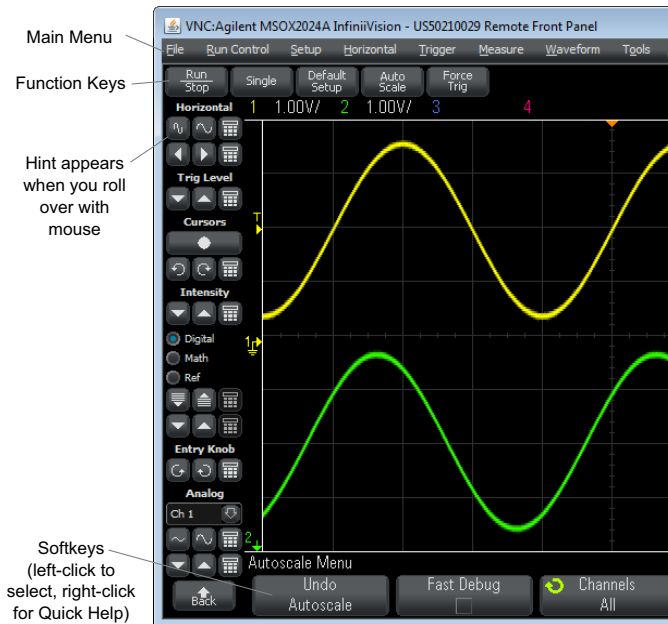 VNC:Agilent MSOX2024A InfiniiVision - US50210029 Remote Front Panel
Main Menu
File Run Control Setup Horizontal Trigger Measure Waveform Tools
Function Keys
Run Stop
Single
Default Setup
Auto Scale
Force Trig
Horizontal
1 1.00V/ 2 1.00V/ 3 4
Hint appears
when you roll
over with
mouse
Trig Level
T
Cursors
Intensity
Digital
Math
Ref
1
Entry Knob
Analog
Ch 1
2
Softkeys
(left-click to
select, right-click
for Quick Help)
Autoscale Menu
Back
Undo
Autoscale
Fast Debug
Channels
All